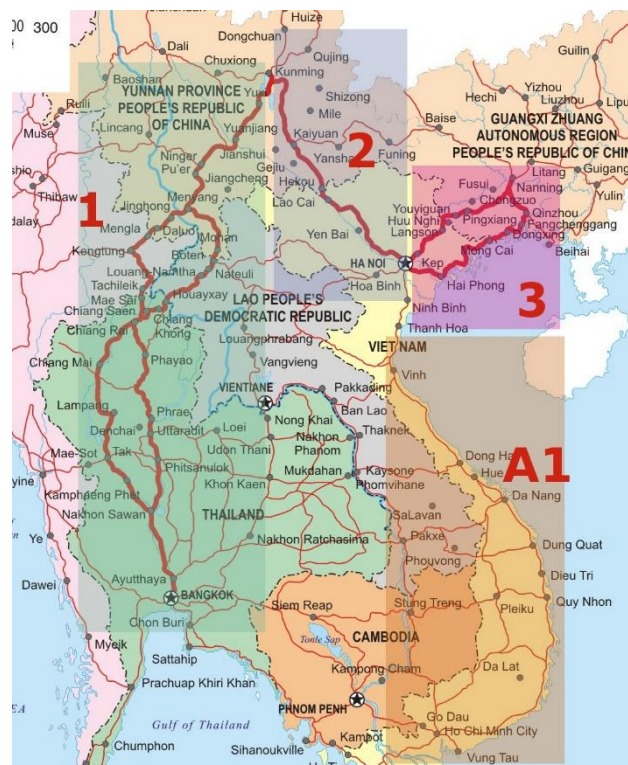 00 300
Jianchuan
Huize
Dongchuan
Dali
Chuxiong
Kunming
Qujing
Guilin
Baoshan
Yuxi
Shizong
Mile
Hechi
Yizhou
Liuzhou
Lipu
Ruili
YUNNAN PROVINCE
PEOPLE'S REPUBLIC
OF CHINA
GUANGXI ZHUANG
AUTONOMOUS REGION
PEOPLE'S REPUBLIC OF CHIN
Muse
Lincang
Yuanjiang
Kaiyuan
Baise
Jianshui
Yanshan
Funing
2
Litang
Guigang
Ninger
Pu'er
Gejiu
Hekou
Fusui
Nanning
shio
Thibaw
Jiangcheng
Lao Cai
Chongzuo
Yulin
1
Menyang
Jinghong
Youyiguan
Huu Nghi
Pingxiang
Qinzhou
dalay
Mengla
Daluo
Mohan
Yen Bai
Langson
Fangchenggang
Dongxing
Kengtung
Boten
HA NOI
Kep
Mong Cai
Beihai
Louang-Namtha
Nateuli
Hoa Binh
Hai Phong
Tachileik
Mae Sai
Houayxay
LAO PEOPLE'S
DEMOCRATIC REPUBLIC
Ninh Binh
3
Chiang Saen
Chiang
Khong
Thanh Hoa
Chiang Rai
Louangphrabang
VIET NAM
Chiang Mai
Phayao
Vangvieng
Vinh
Lampang
VIENTIANE
Pakkading
Phrae
Ban Lao
Denchai
Uttaradit
Loei
Nong Khai
Thaknek
Mae-Sot
Tak
Udon Thani
Nakhon
Phanom
Dong Ha
A1
yine
Phitsanulok
Mukdahan
Kaysone
Phomvihane
Hue
Kamphaeng Phet
Khon Kaen
Da Nang
Nakhon Sawan
THAILAND
SaLavan
Ye
Nakhon Ratchasima
Pakxe
Dung Quat
Phouvong
Dawei
Ayutthaya
Dieu Tri
BANGKOK
Siem Reap
Stung Treng
Pleiku
Quy Nhon
Chon Buri
Tonle Sap
CAMBODIA
Myeik
Sattahip
Kampong Cham
Da Lat
Prachuap Khiri Khan
EA
PHNOM PENH
Gulf of Thailand
Go Dau
Ho Chi Minh City
Chumphon
Sihanoukville
Kampot
Vung Tau